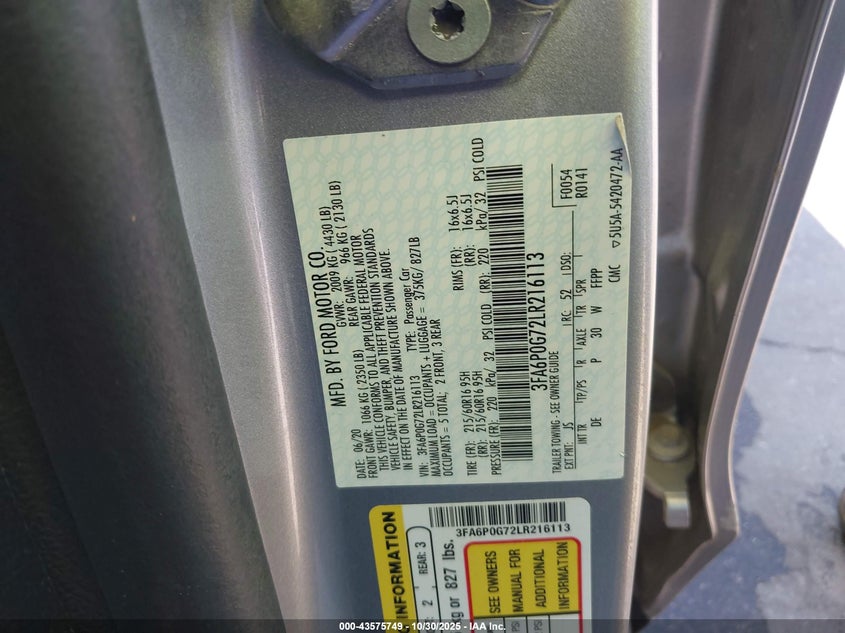 MFD. BY FORD MOTOR CO.
06/20 GVWR: 2009 KG ( 4430 LB)
FRONT GAWR: 1066 KG ( 2350 LB) REAR GAWR: 966 KG ( 2130 LB)
THIS VEHICLE CONFORMS TO ALL APPLICABLE FEDERAL MOTOR
VEHICLE SAFETY, BUMPER, AND THEFT PREVENTION STANDARDS
IN EFFECT ON THE DATE OF MANUFACTURE SHOWN ABOVE.
VIN: 3FA6P0G72LR216113 TYPE: Passenger Car
MAXIMUM LOAD = OCCUPANTS + LUGGAGE = 375KG/ 827LB
OCCUPANTS = 5 TOTAL; 2 FRONT, 3 REAR
TIRE (FR): 215/60R16 95H RIMS (FR): 16x6.5J
(RR): 215/60R16 95H (RR): 16x6.5J
PRESSURE (FR): 220 kPa/ 32 PSI COLD (RR): 220 kPa/ 32 PSI COLD
3FA6P0G72LR216113
TRAILER TOWING - SEE OWNER GUIDE F0054
EXT PNT: JS RC: 52 DSO: R0141
INT TR TP/PS R AXLE TR SPR
DE P 30 W FFPP
CMC ▽5U5A-5420472-AA
INFORMATION
2 REAR: 3
kg or 827 lbs.
3FA6P0G72LR216113
SEE OWNERS
MANUAL FOR
ADDITIONAL
INFORMATION
PSI
PSI
000-43575749 - 10/30/2025 - IAA Inc.